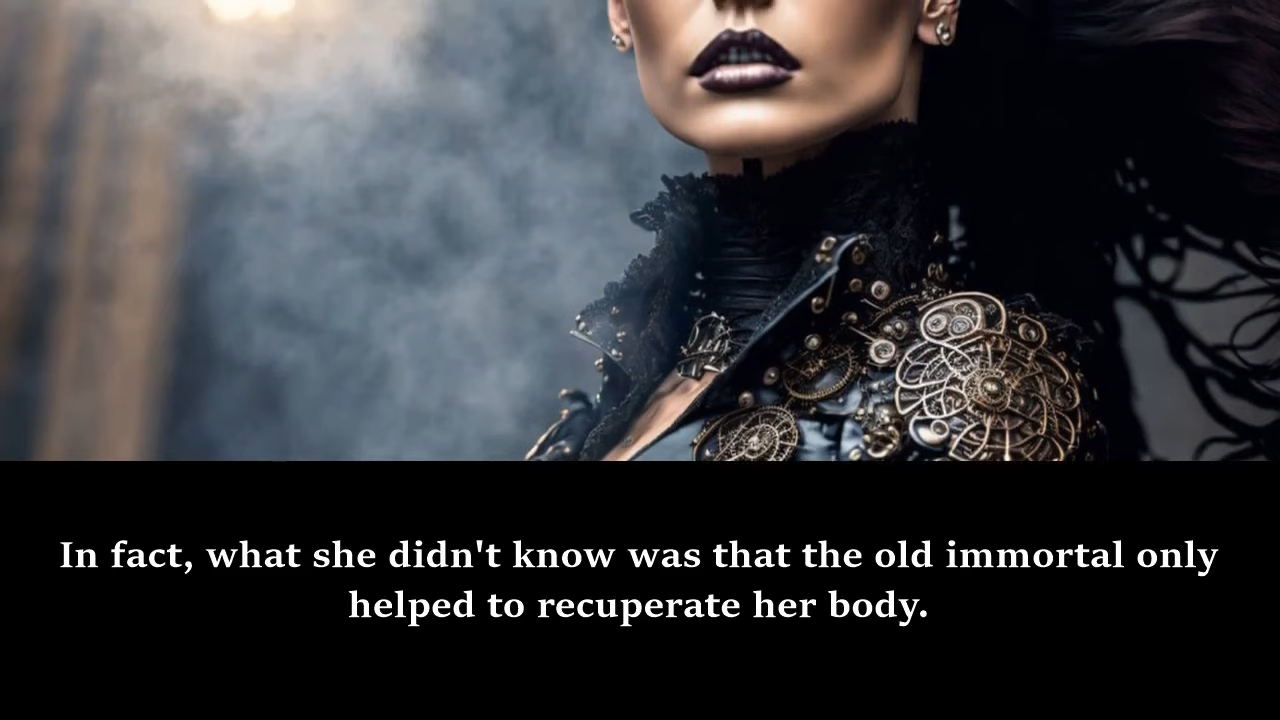 In fact, what she didn't know was that the old immortal only
helped to recuperate her body.